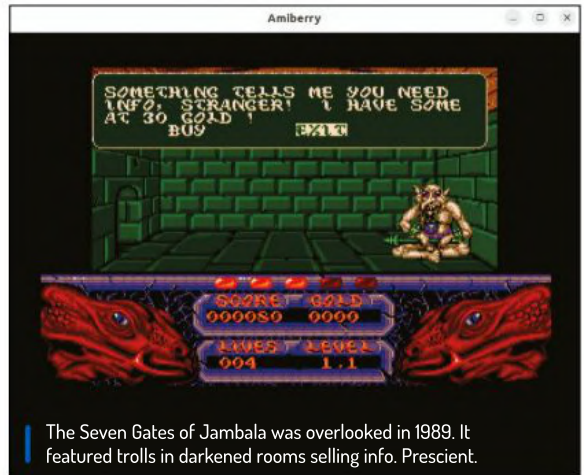 Amiberry
SOMETHING TELLS ME YOU NEED
INFO, STRANGER! I HAVE SOME
AT 30 GOLD !
BUY EXIT
SCORE GOLD
000080 0000
LIVES LEVEL
004 1.1
The Seven Gates of Jambala was overlooked in 1989. It
featured trolls in darkened rooms selling info. Prescient.